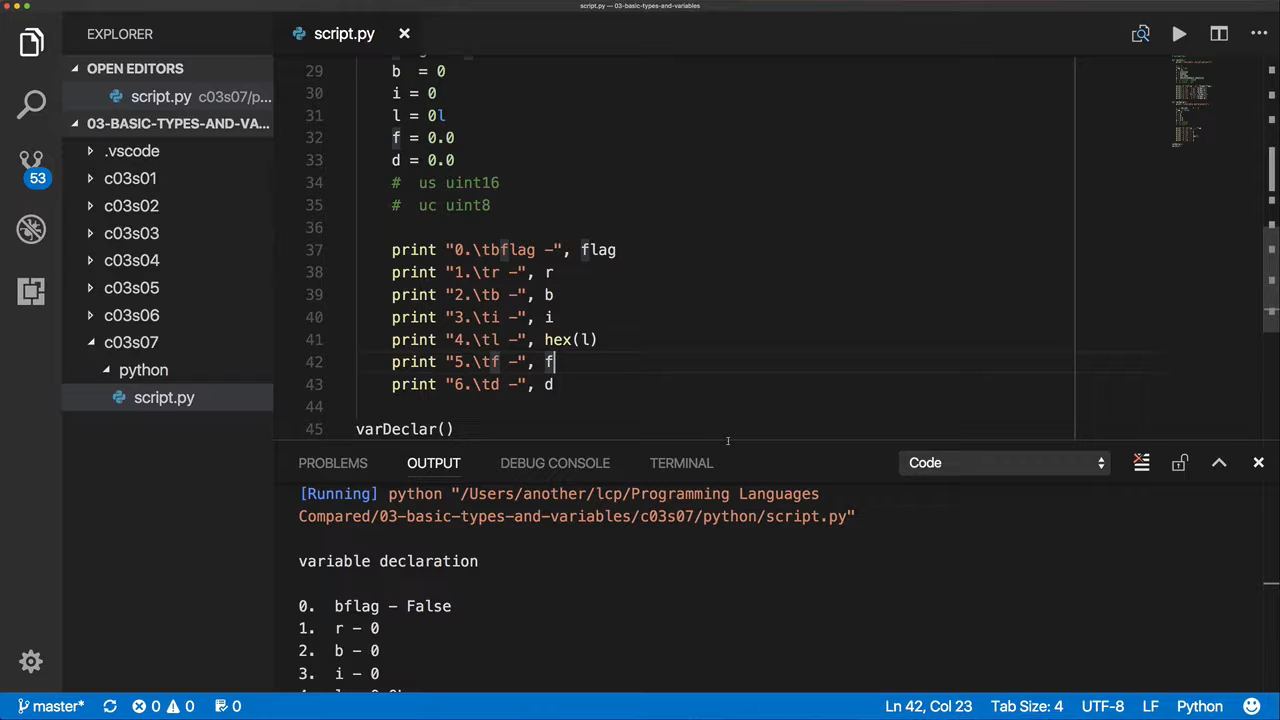 script.py — 03-basic-types-and-variables
EXPLORER
OPEN EDITORS
script.py c03s07/p...
03-BASIC-TYPES-AND-VA...
.vscode
c03s01
c03s02
c03s03
c03s04
c03s05
c03s06
c03s07
python
script.py
53
script.py
29 b = 0
30 i = 0
31 l = 0l
32 f = 0.0
33 d = 0.0
34 # us uint16
35 # uc uint8
36
37 print "0.\tbflag -", flag
38 print "1.\tr -", r
39 print "2.\tb -", b
40 print "3.\ti -", i
41 print "4.\tl -", hex(l)
42 print "5.\tf -", f
43 print "6.\td -", d
44
45 varDeclar()
PROBLEMS OUTPUT DEBUG CONSOLE TERMINAL Code
[Running] python "/Users/another/lcp/Programming Languages
Compared/03-basic-types-and-variables/c03s07/python/script.py"
variable declaration
0. bflag - False
1. r - 0
2. b - 0
3. i - 0
master* 0 0 0 Ln 42, Col 23 Tab Size: 4 UTF-8 LF Python